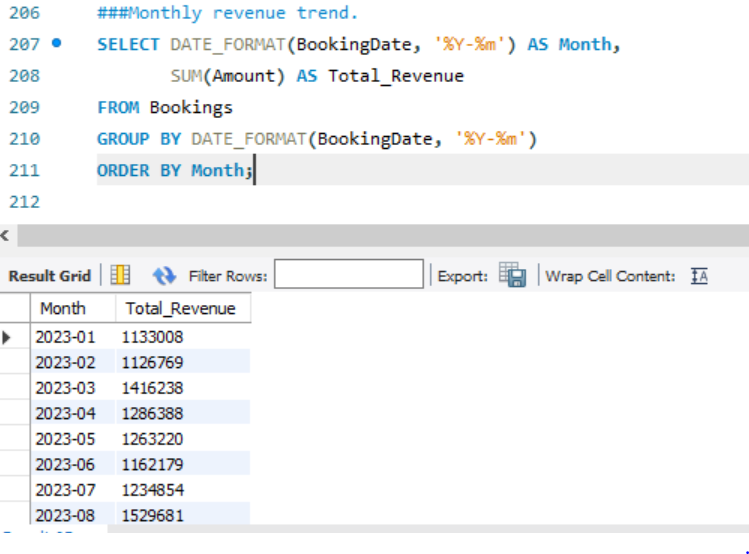 206 ###Monthly revenue trend.
207 SELECT DATE_FORMAT(BookingDate, '%Y-%m') AS Month,
208 SUM(Amount) AS Total_Revenue
209 FROM Bookings
210 GROUP BY DATE_FORMAT(BookingDate, '%Y-%m')
211 ORDER BY Month;
212
Result Grid Filter Rows: Export: Wrap Cell Content: IA
Month Total_Revenue
2023-01 1133008
2023-02 1126769
2023-03 1416238
2023-04 1286388
2023-05 1263220
2023-06 1162179
2023-07 1234854
2023-08 1529681